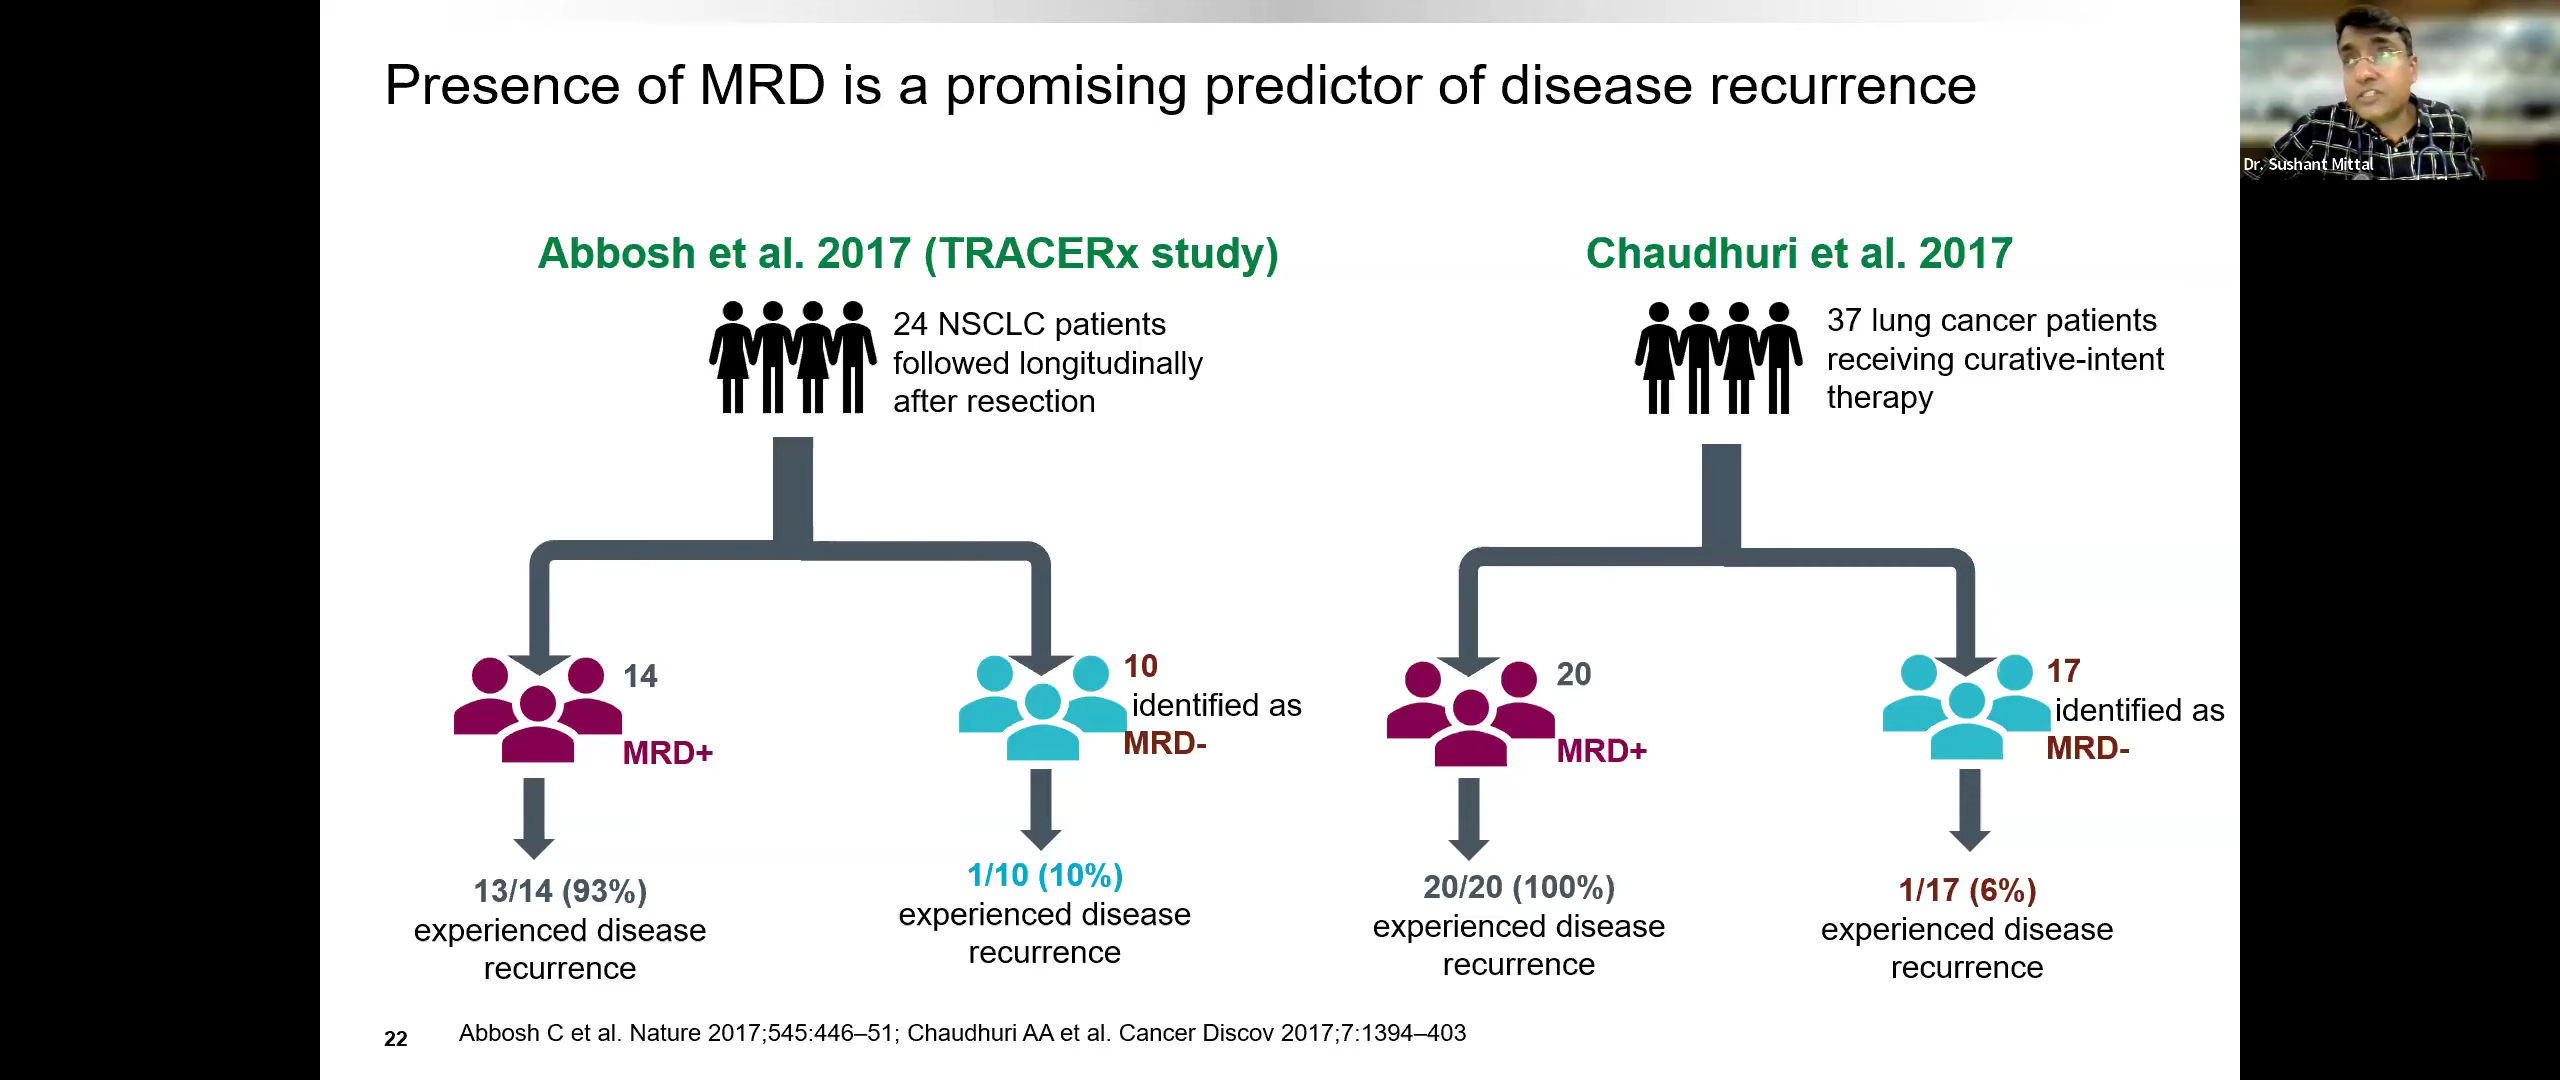 Presence of MRD is a promising predictor of disease recurrence
Dr. Sushant Mittal
Abbosh et al. 2017 (TRACERx study)
24 NSCLC patients
followed longitudinally
after resection
14
MRD+
10
identified as
MRD-
13/14 (93%)
experienced disease
recurrence
1/10 (10%)
experienced disease
recurrence
Chaudhuri et al. 2017
37 lung cancer patients
receiving curative-intent
therapy
20
MRD+
17
identified as
MRD-
20/20 (100%)
experienced disease
recurrence
1/17 (6%)
experienced disease
recurrence
22
Abbosh C et al. Nature 2017;545:446–51; Chaudhuri AA et al. Cancer Discov 2017;7:1394–403